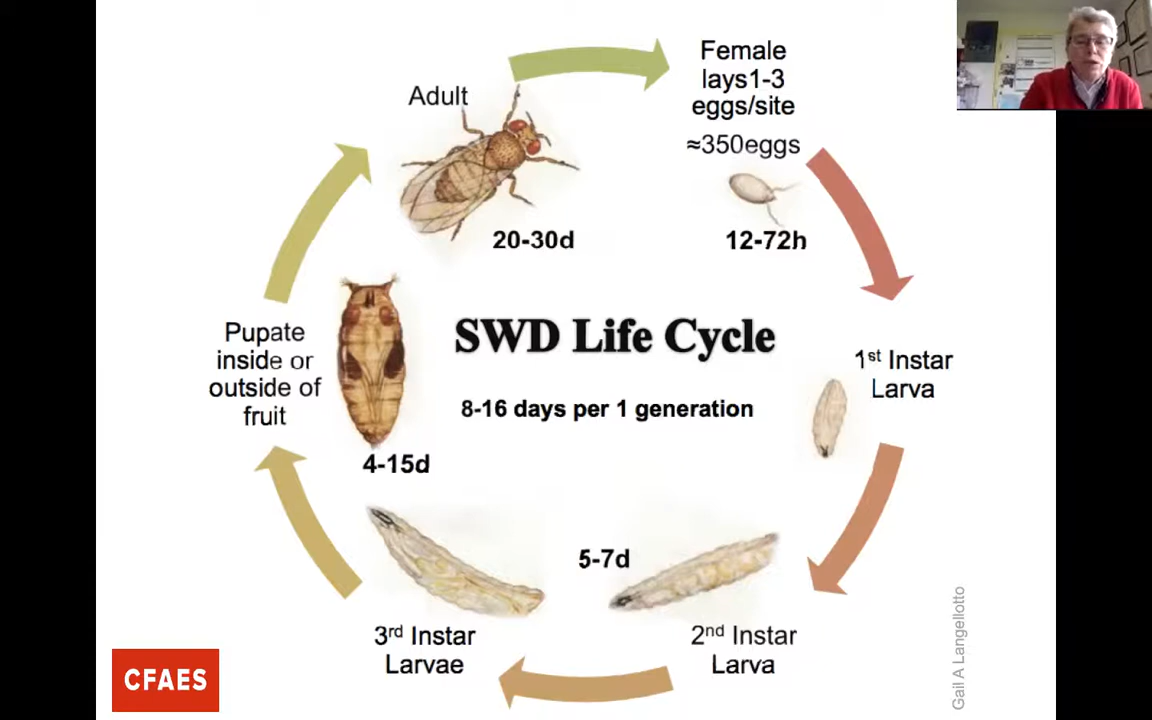 Adult
20-30d
Female
lays1-3
eggs/site
≈350eggs
12-72h
SWD Life Cycle
8-16 days per 1 generation
1st Instar
Larva
5-7d
2nd Instar
Larva
3rd Instar
Larvae
Pupate
inside or
outside of
fruit
4-15d
Gail A Langellotto
CFAES